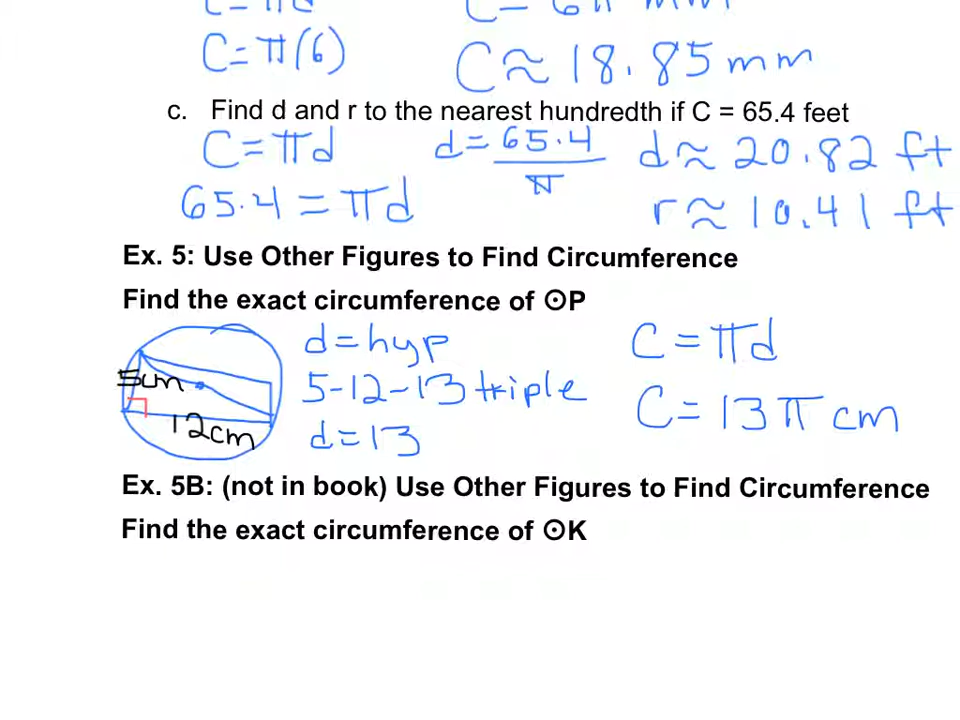 C = π(6)
C ≈ 18.85 mm
c. Find d and r to the nearest hundredth if C = 65.4 feet
C = πd
d = 65.4/π
d ≈ 20.82 ft
65.4 = πd
r ≈ 10.41 ft
Ex. 5: Use Other Figures to Find Circumference
Find the exact circumference of ⊙P
5cm
12cm
d = hyp
5-12-13 triple
d = 13
C = πd
C = 13π cm
Ex. 5B: (not in book) Use Other Figures to Find Circumference
Find the exact circumference of ⊙K